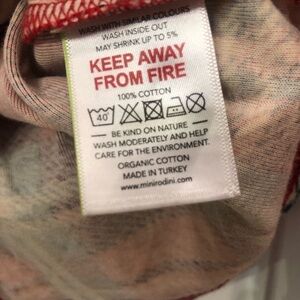 WASH WITH SIMILAR COLOURS
WASH INSIDE OUT
MAY SHRINK UP TO 5%
KEEP AWAY
FROM FIRE
100% COTTON
40
BE KIND ON NATURE
WASH MODERATELY AND HELP
CARE FOR THE ENVIRONMENT.
ORGANIC COTTON
MADE IN TURKEY
www.minirodini.com